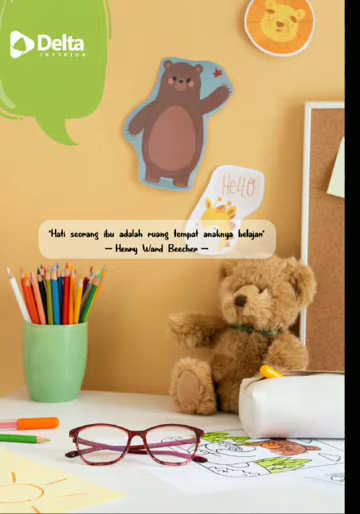 Delta
INTERIOR
Hello
"Hati seorang ibu adalah ruang tempat anaknya belajar"
— Henry Ward Beecher —